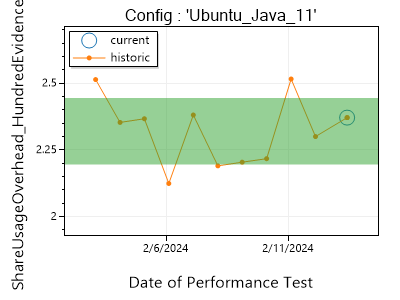 Config : 'Ubuntu_Java_11'
current
historic
ShareUsageOverhead_HundredEvidence
2.5
2.25
2
2/6/2024
2/11/2024
Date of Performance Test